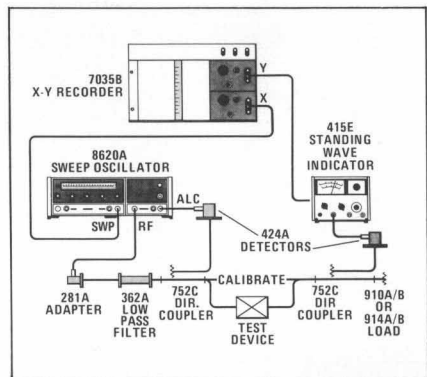 7035B
X-Y RECORDER
Y
X
415E
STANDING
WAVE
INDICATOR
8620A
SWEEP OSCILLATOR
ALC
SWP
RF
424A
DETECTORS
CALIBRATE
281A
ADAPTER
362A
LOW
PASS
FILTER
752C
DIR.
COUPLER
TEST
DEVICE
752C
DIR
COUPLER
910A/B
OR
914A/B
LOAD